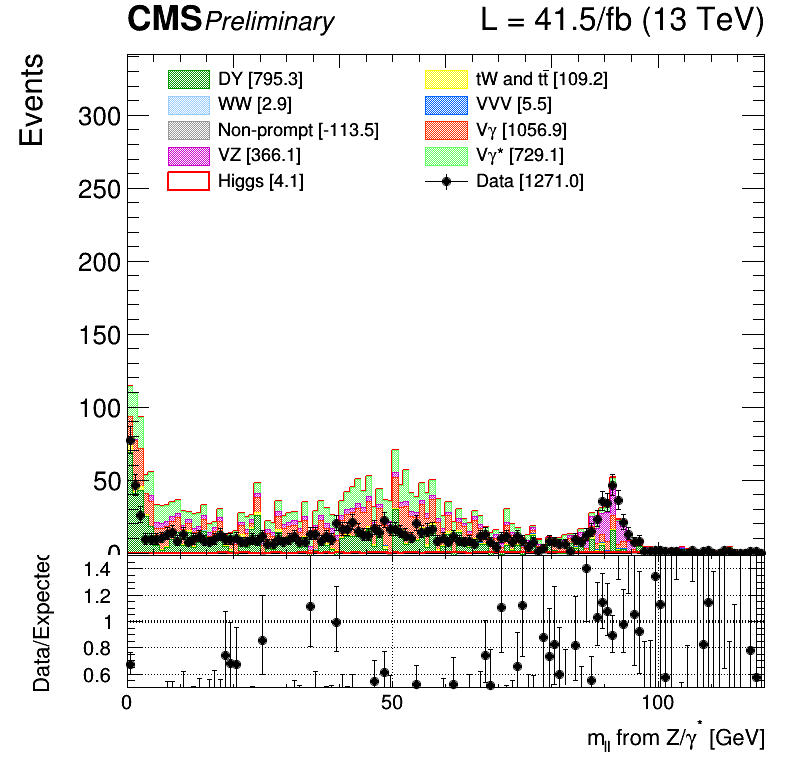 CMS Preliminary L = 41.5/fb (13 TeV)
Events
DY [795.3] tW and tt̄ [109.2]
WW [2.9] VVV [5.5]
Non-prompt [-113.5] Vγ [1056.9]
VZ [366.1] Vγ* [729.1]
Higgs [4.1] Data [1271.0]
300
250
200
150
100
50
0
Data/Expected
1.4
1.2
1
0.8
0.6
0 50 100
m_ll from Z/γ* [GeV]